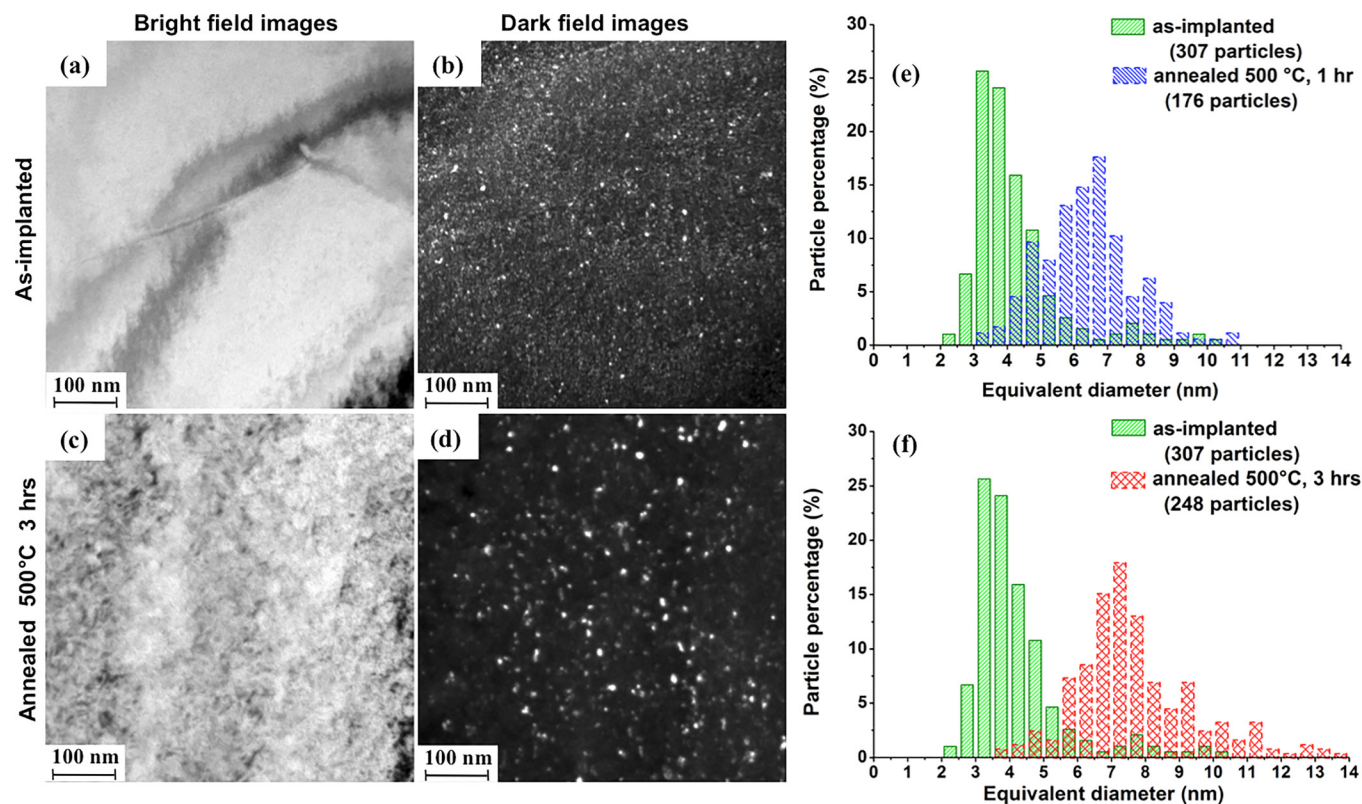 Bright field images
Dark field images
As-implanted
(a)
100 nm
(b)
100 nm
Annealed 500°C 3 hrs
(c)
100 nm
(d)
100 nm
(e)
as-implanted
(307 particles)
annealed 500 °C, 1 hr
(176 particles)
Particle percentage (%)
30
25
20
15
10
5
0
0 1 2 3 4 5 6 7 8 9 10 11 12 13 14
Equivalent diameter (nm)
(f)
as-implanted
(307 particles)
annealed 500°C, 3 hrs
(248 particles)
Particle percentage (%)
30
25
20
15
10
5
0
0 1 2 3 4 5 6 7 8 9 10 11 12 13 14
Equivalent diameter (nm)